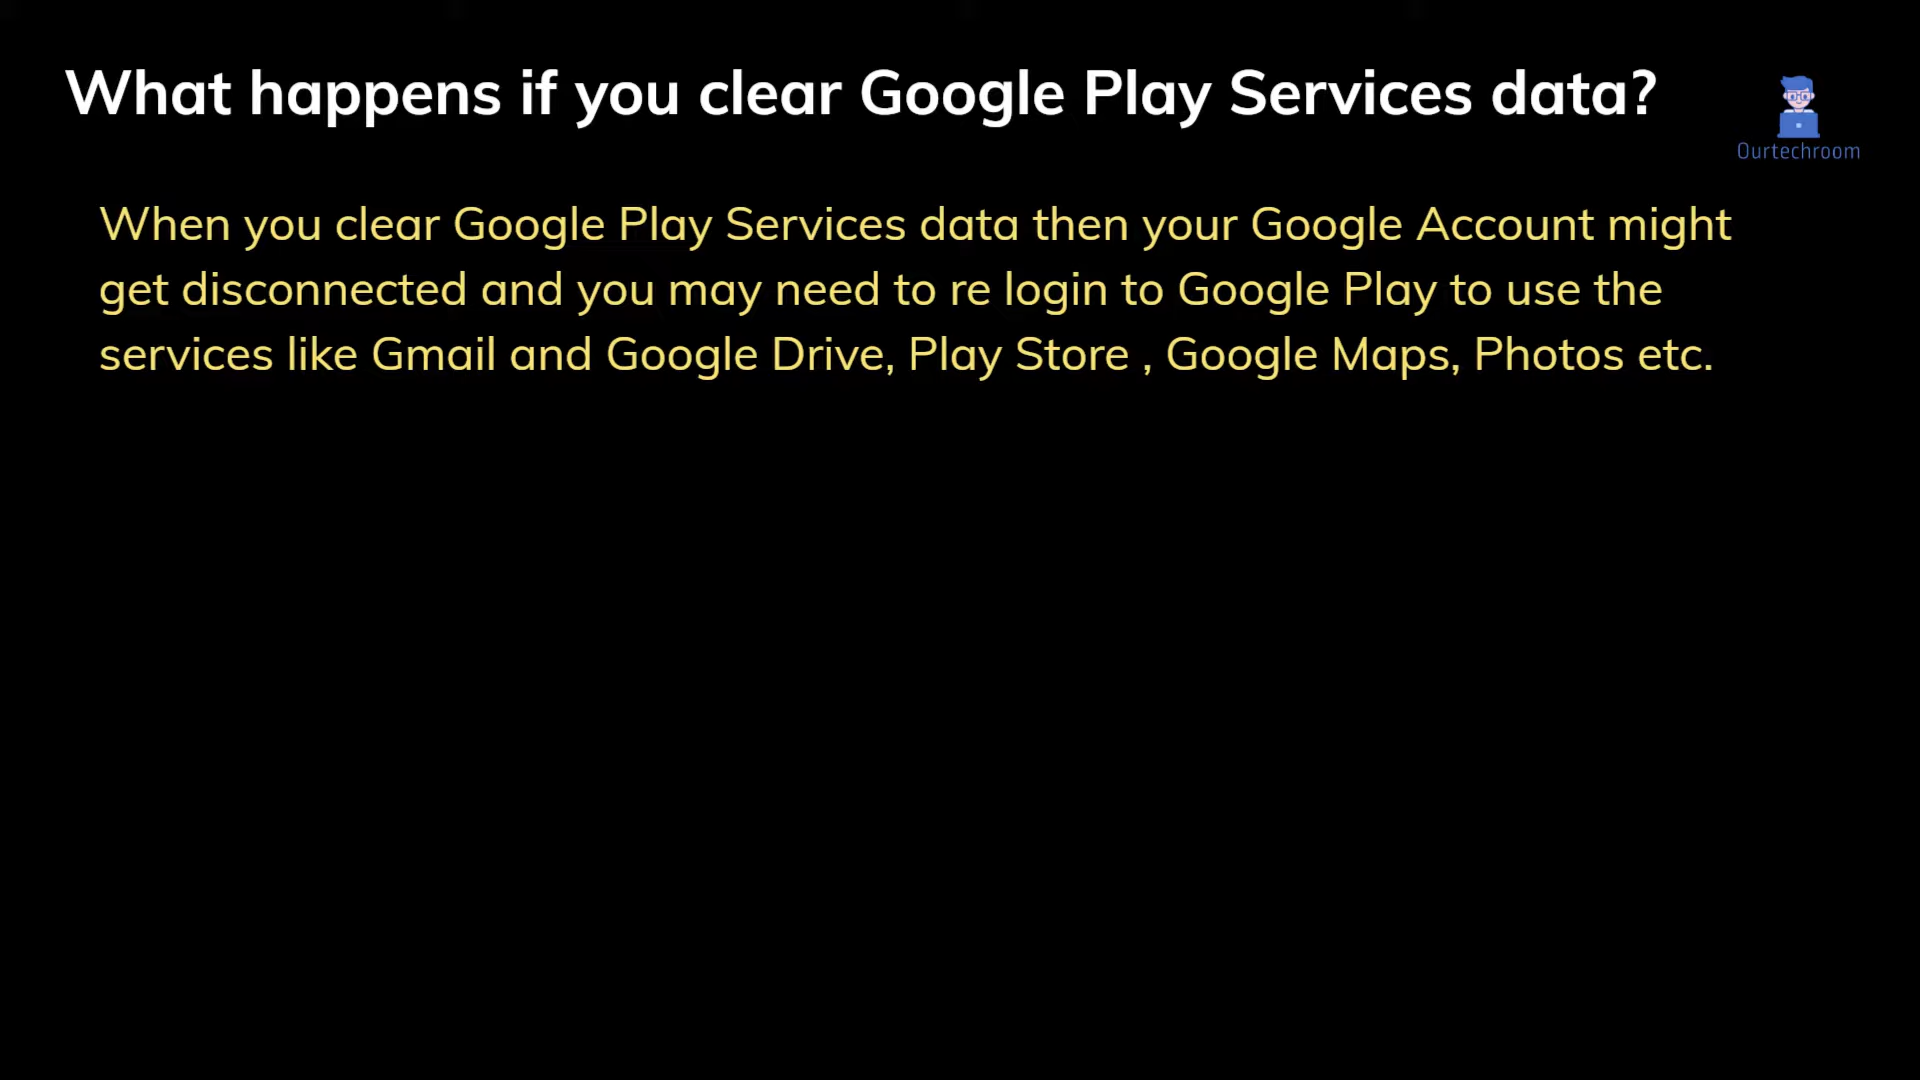 What happens if you clear Google Play Services data?
Ourtechroom
When you clear Google Play Services data then your Google Account might
get disconnected and you may need to re login to Google Play to use the
services like Gmail and Google Drive, Play Store , Google Maps, Photos etc.